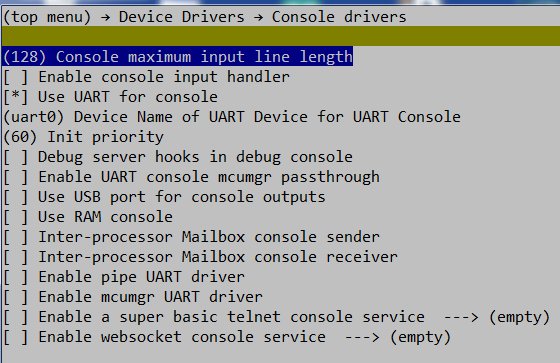 (top menu) → Device Drivers → Console drivers
(128) Console maximum input line length
[ ] Enable console input handler
[*] Use UART for console
(uart0) Device Name of UART Device for UART Console
(60) Init priority
[ ] Debug server hooks in debug console
[ ] Enable UART console mcumgr passthrough
[ ] Use USB port for console outputs
[ ] Use RAM console
[ ] Inter-processor Mailbox console sender
[ ] Inter-processor Mailbox console receiver
[ ] Enable pipe UART driver
[ ] Enable mcumgr UART driver
[ ] Enable a super basic telnet console service  ---> (empty)
[ ] Enable websocket console service  ---> (empty)